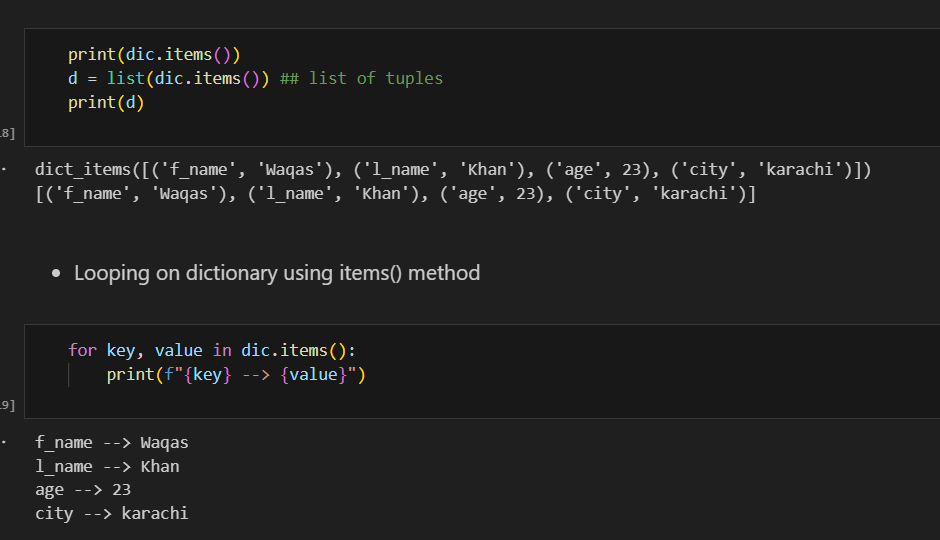 print(dic.items())
d = list(dic.items()) ## list of tuples
print(d)
8]
dict_items([('f_name', 'Waqas'), ('l_name', 'Khan'), ('age', 23), ('city', 'karachi')])
[('f_name', 'Waqas'), ('l_name', 'Khan'), ('age', 23), ('city', 'karachi')]
• Looping on dictionary using items() method
for key, value in dic.items():
    print(f"{key} --> {value}")
9]
f_name --> Waqas
l_name --> Khan
age --> 23
city --> karachi